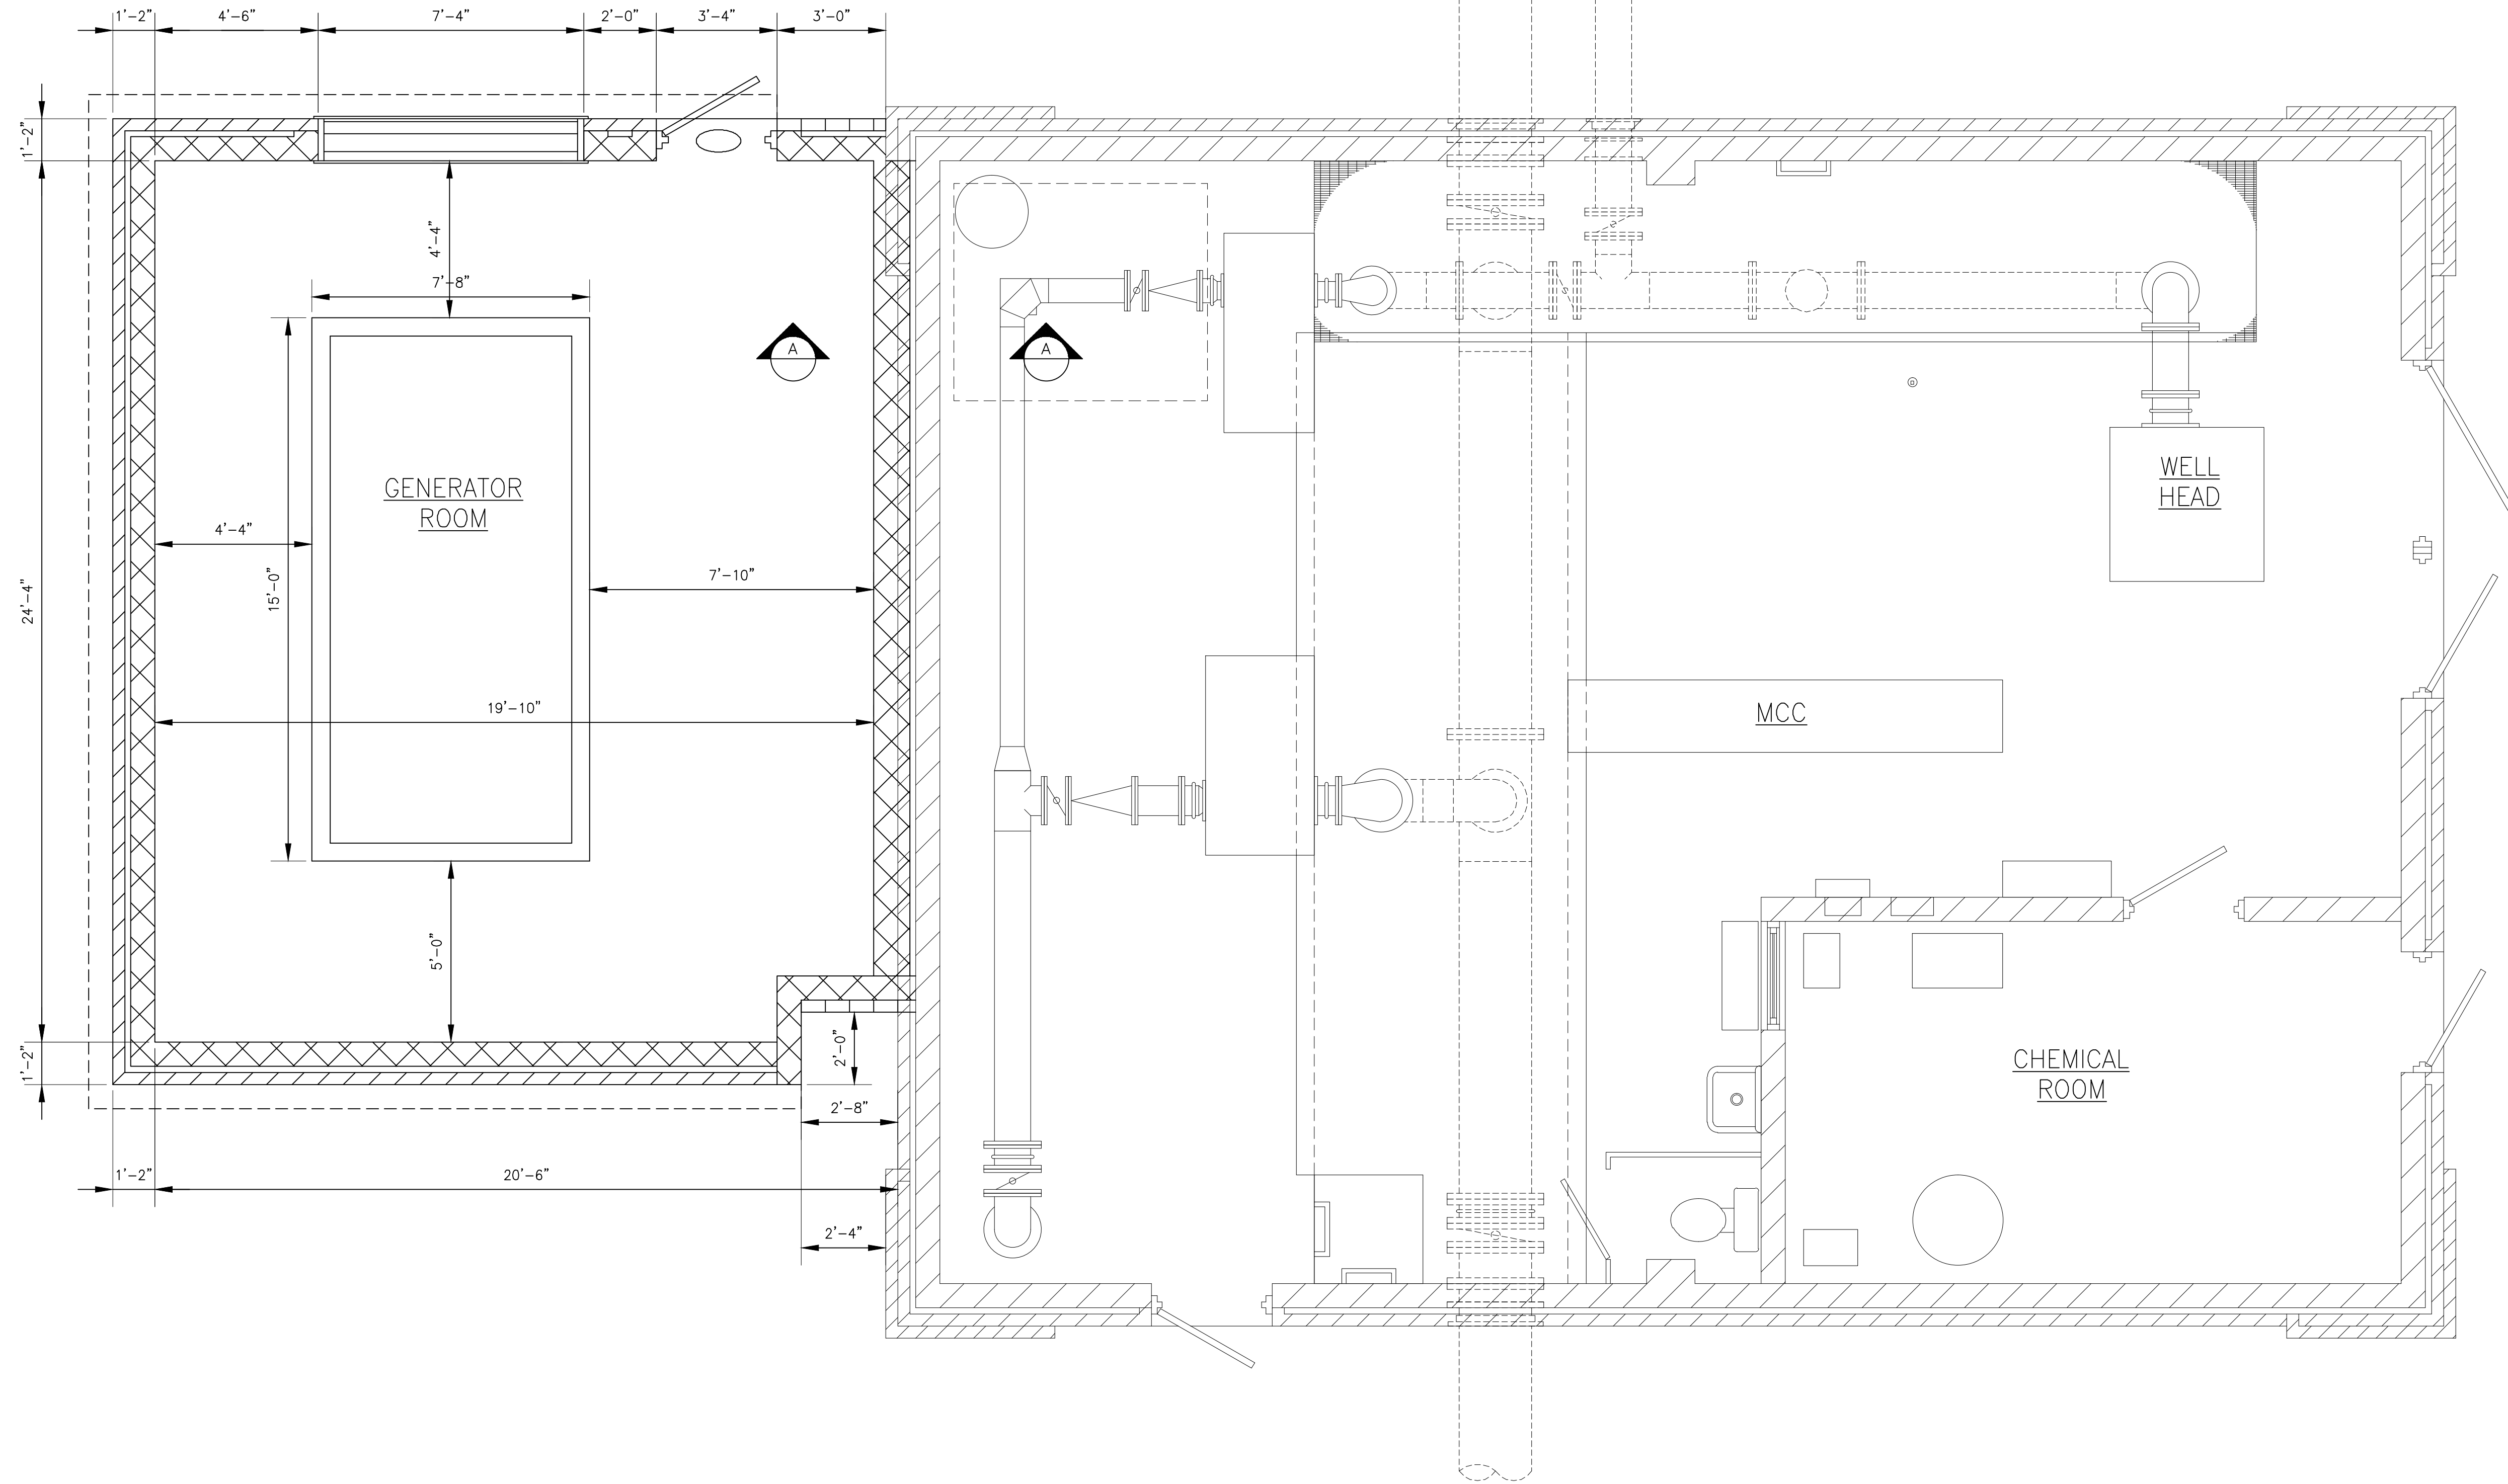 1'-2" 4'-6" 7'-4" 2'-0" 3'-4" 3'-0"
1'-2"
4'-4"
7'-8"
A A
WELL
HEAD
GENERATOR
ROOM
4'-4"
7'-10"
15'-0"
24'-4"
19'-10"
MCC
5'-0"
2'-0"
1'-2"
CHEMICAL
ROOM
2'-8"
1'-2" 20'-6"
2'-4"